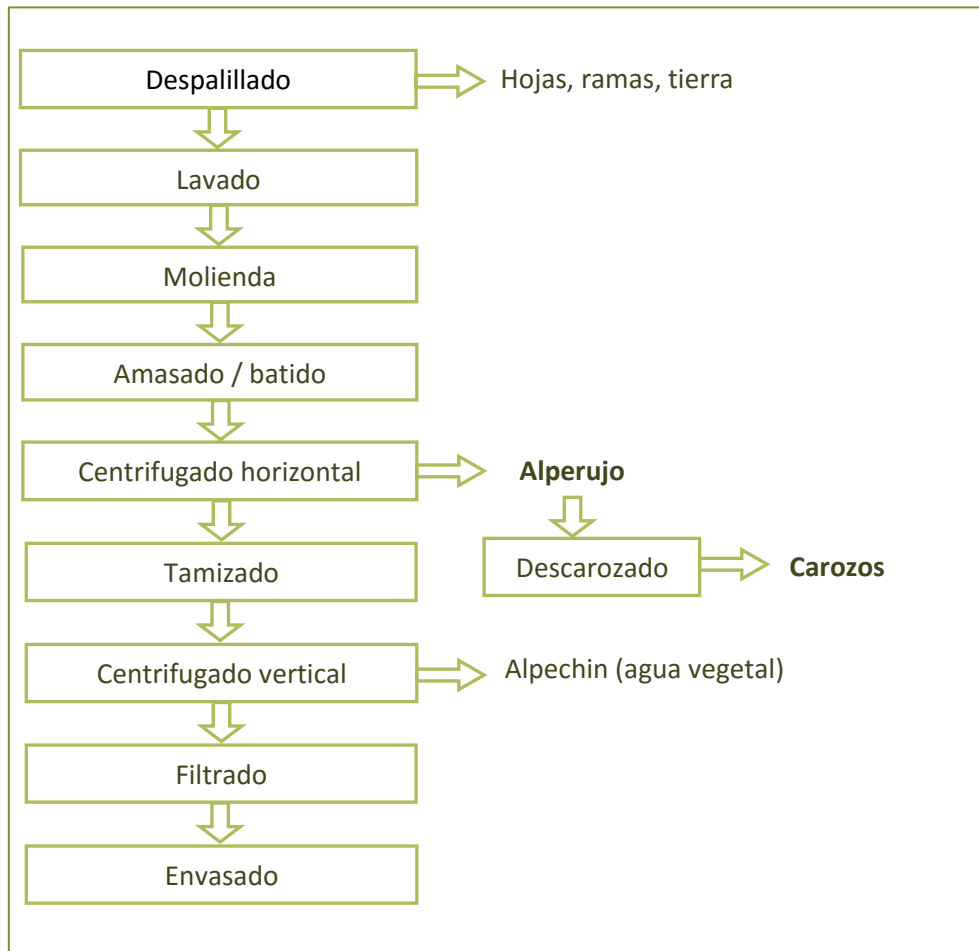 Despalillado
Hojas, ramas, tierra
Lavado
Molienda
Amasado / batido
Centrifugado horizontal
Alperujo
Tamizado
Descarozado
Carozos
Centrifugado vertical
Alpechin (agua vegetal)
Filtrado
Envasado